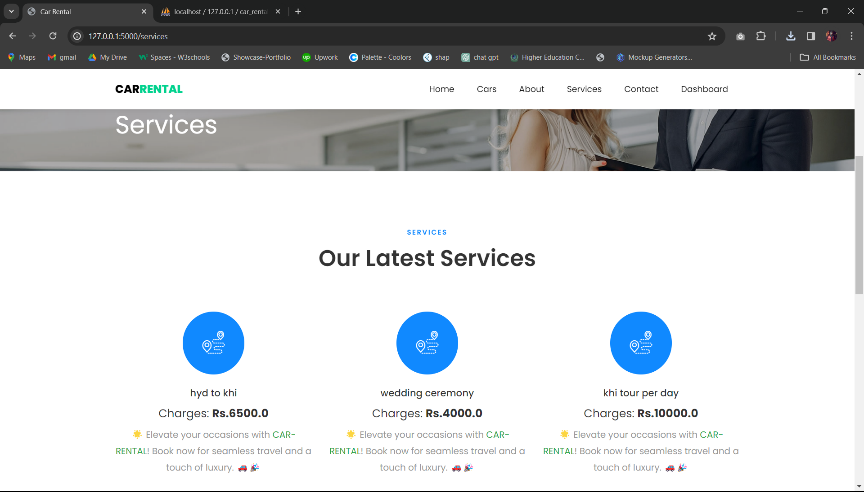 Car Rental
localhost / 127.0.0.1 / car_renta
127.0.0.1:5000/services
Maps
gmail
My Drive
Spaces - W3schools
Showcase-Portfolio
Upwork
Palette - Coolors
shap
chat gpt
Higher Education C...
Mockup Generators...
All Bookmarks
CARRENTAL
Home
Cars
About
Services
Contact
Dashboard
Services
SERVICES
Our Latest Services
hyd to khi
Charges: Rs.6500.0
🌟 Elevate your occasions with CAR-
RENTAL! Book now for seamless travel and a
touch of luxury. 🚗 🎉
wedding ceremony
Charges: Rs.4000.0
🌟 Elevate your occasions with CAR-
RENTAL! Book now for seamless travel and a
touch of luxury. 🚗 🎉
khi tour per day
Charges: Rs.10000.0
🌟 Elevate your occasions with CAR-
RENTAL! Book now for seamless travel and a
touch of luxury. 🚗 🎉